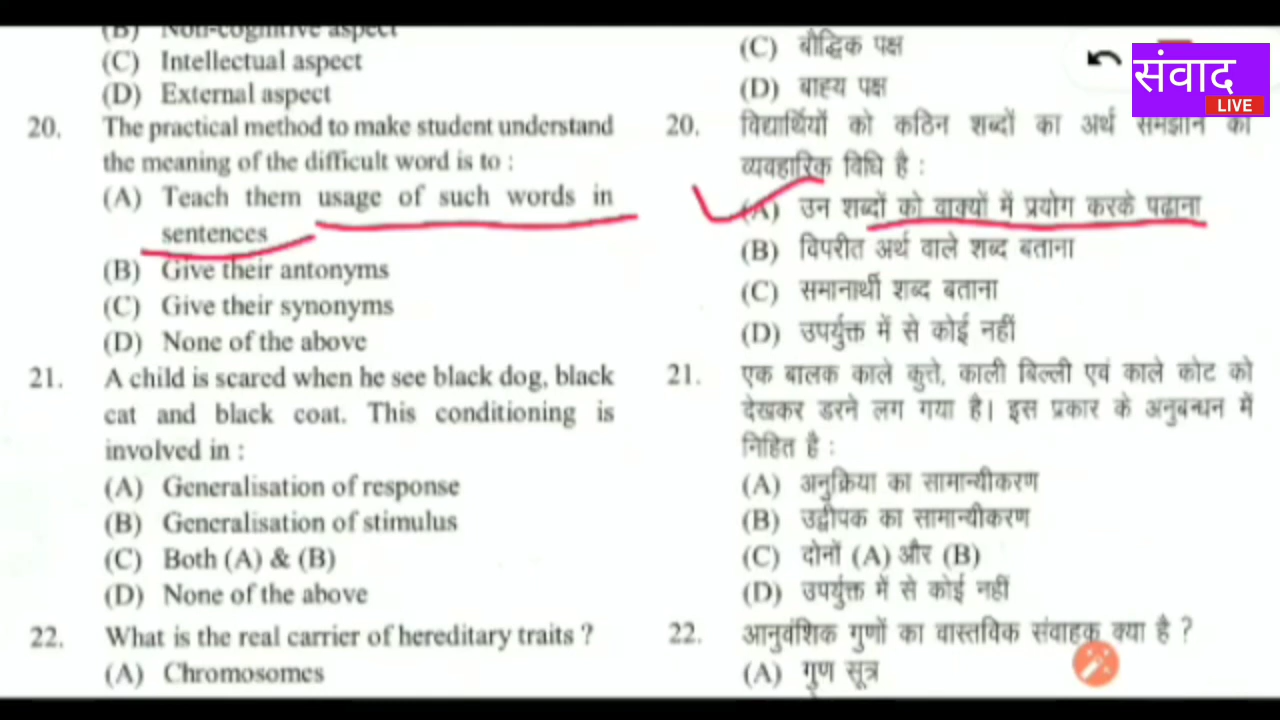 (B) Non-cognitive aspect
(C) Intellectual aspect
(D) External aspect
20. The practical method to make student understand
the meaning of the difficult word is to :
(A) Teach them usage of such words in
sentences
(B) Give their antonyms
(C) Give their synonyms
(D) None of the above
21. A child is scared when he see black dog, black
cat and black coat. This conditioning is
involved in :
(A) Generalisation of response
(B) Generalisation of stimulus
(C) Both (A) & (B)
(D) None of the above
22. What is the real carrier of hereditary traits ?
(A) Chromosomes
(C) बौद्धिक पक्ष
(D) बाह्य पक्ष
20. विद्यार्थियों को कठिन शब्दों का अर्थ समझाने की
व्यवहारिक विधि है :
(A) उन शब्दों को वाक्यों में प्रयोग करके पढ़ाना
(B) विपरीत अर्थ वाले शब्द बताना
(C) समानार्थी शब्द बताना
(D) उपर्युक्त में से कोई नहीं
21. एक बालक काले कुत्ते, काली बिल्ली एवं काले कोट को
देखकर डरने लग गया है। इस प्रकार के अनुबन्धन में
निहित है :
(A) अनुक्रिया का सामान्यीकरण
(B) उद्दीपक का सामान्यीकरण
(C) दोनों (A) और (B)
(D) उपर्युक्त में से कोई नहीं
22. आनुवंशिक गुणों का वास्तविक संवाहक क्या है ?
(A) गुण सूत्र
संवाद
LIVE